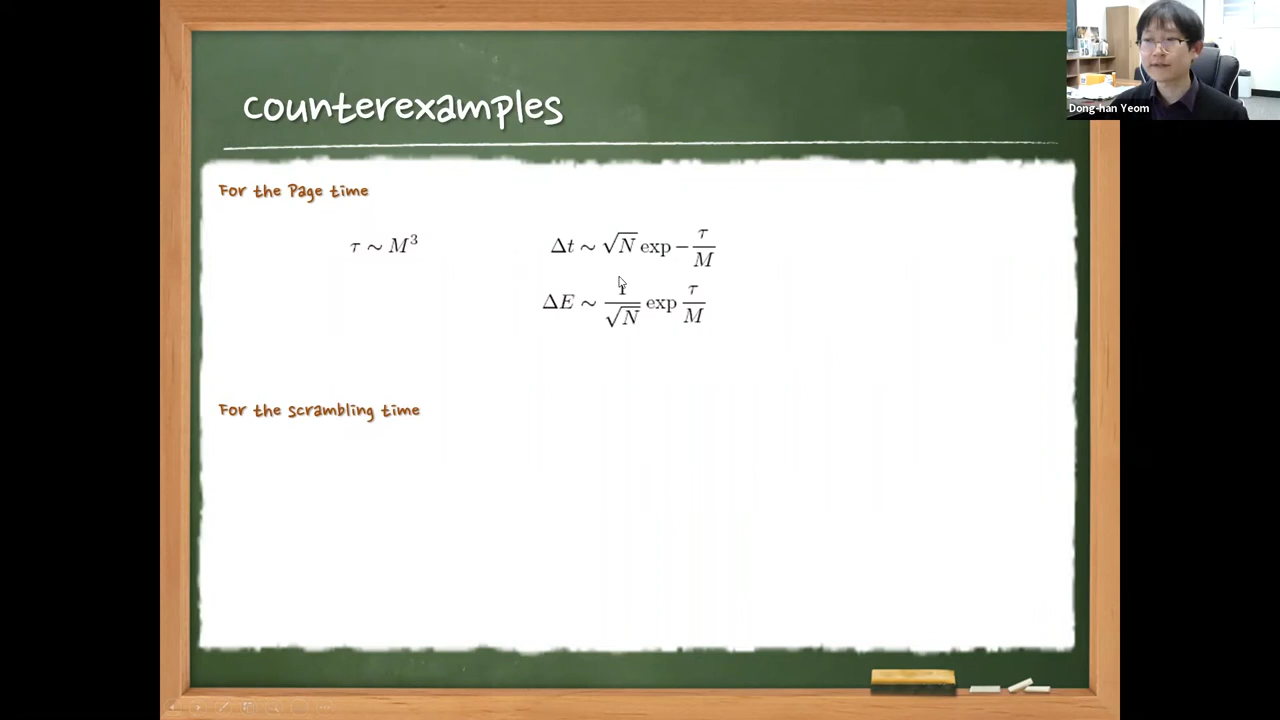 Counterexamples
Dong-han Yeom
For the Page time
τ ∼ M³
Δt ∼ √N exp − τ/M
ΔE ∼ 1/√N exp τ/M
For the scrambling time